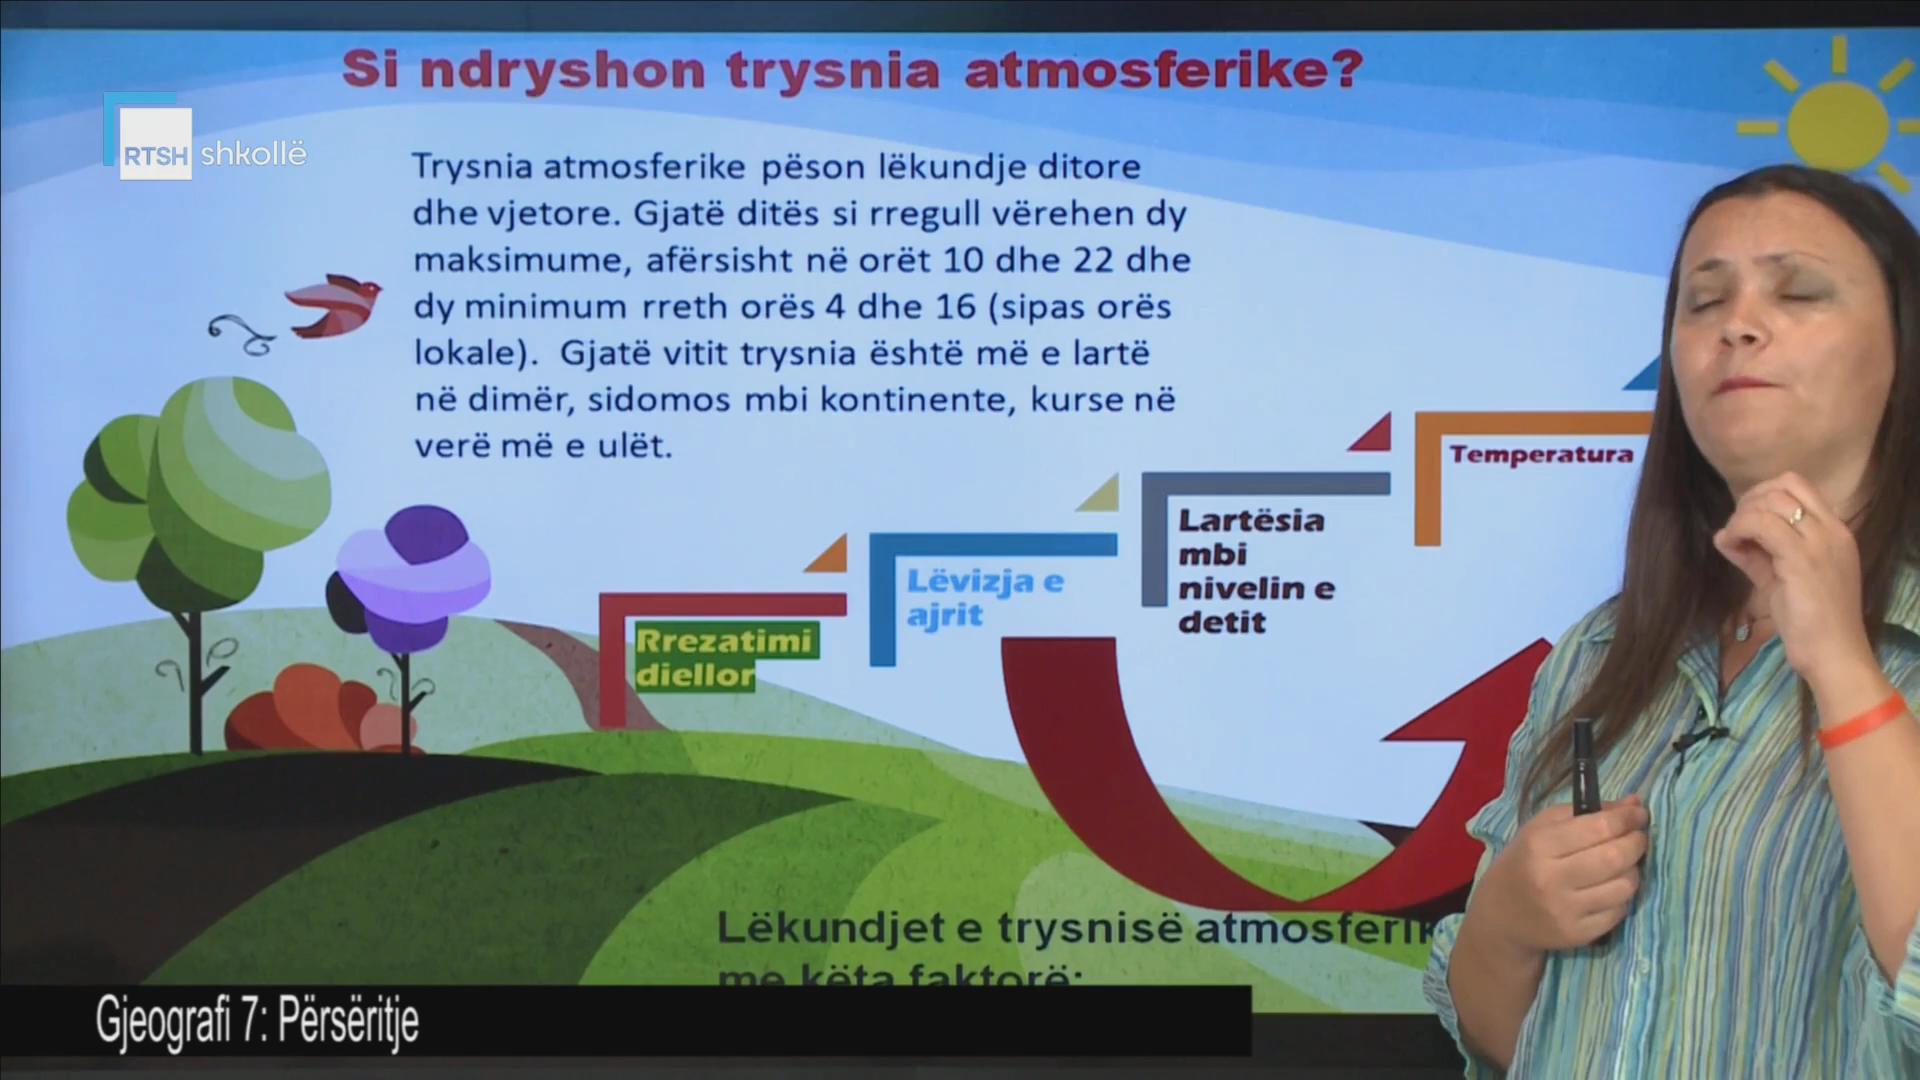 Si ndryshon trysnia atmosferike?
RTSH shkollë
Trysnia atmosferike pëson lëkundje ditore
dhe vjetore. Gjatë ditës si rregull vërehen dy
maksimume, afërsisht në orët 10 dhe 22 dhe
dy minimum rreth orës 4 dhe 16 (sipas orës
lokale). Gjatë vitit trysnia është më e lartë
në dimër, sidomos mbi kontinente, kurse në
verë më e ulët.
Temperatura
Lartësia
mbi
nivelin e
detit
Lëvizja e
ajrit
Rrezatimi
diellor
Lëkundjet e trysnisë
me këta faktorë:
Gjeografi 7: Përsëritje